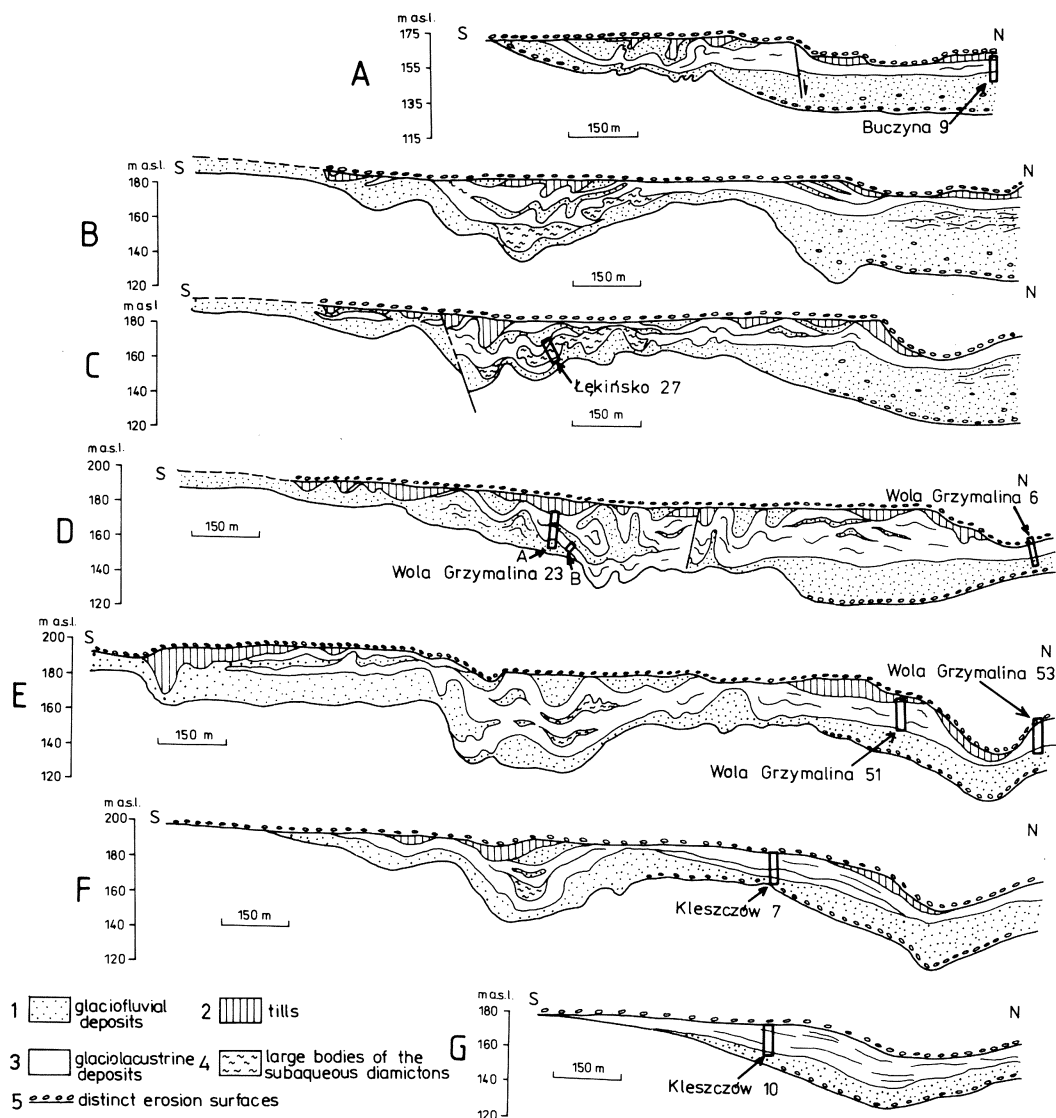 m a.s.l.
175
155
135
115
S
N
A
150 m
Buczyna 9
m a.s.l.
180
160
140
120
S
N
B
150 m
m a.s.l
180
160
140
120
S
N
C
Łękińsko 27
150 m
m a.s.l.
200
180
160
140
120
S
N
Wola Grzymalina 6
150 m
D
A
B
Wola Grzymalina 23
m a.s.l.
200
180
160
140
120
S
N
Wola Grzymalina 53
E
150 m
Wola Grzymalina 51
m a.s.l.
200
180
160
140
120
S
N
F
150 m
Kleszczów 7
m a.s.l.
180
160
140
120
S
N
G
Kleszczów 10
150 m
1 glaciofluvial
deposits
2 tills
3 glaciolacustrine
deposits
4 large bodies of the
subaqueous diamictons
5 distinct erosion surfaces